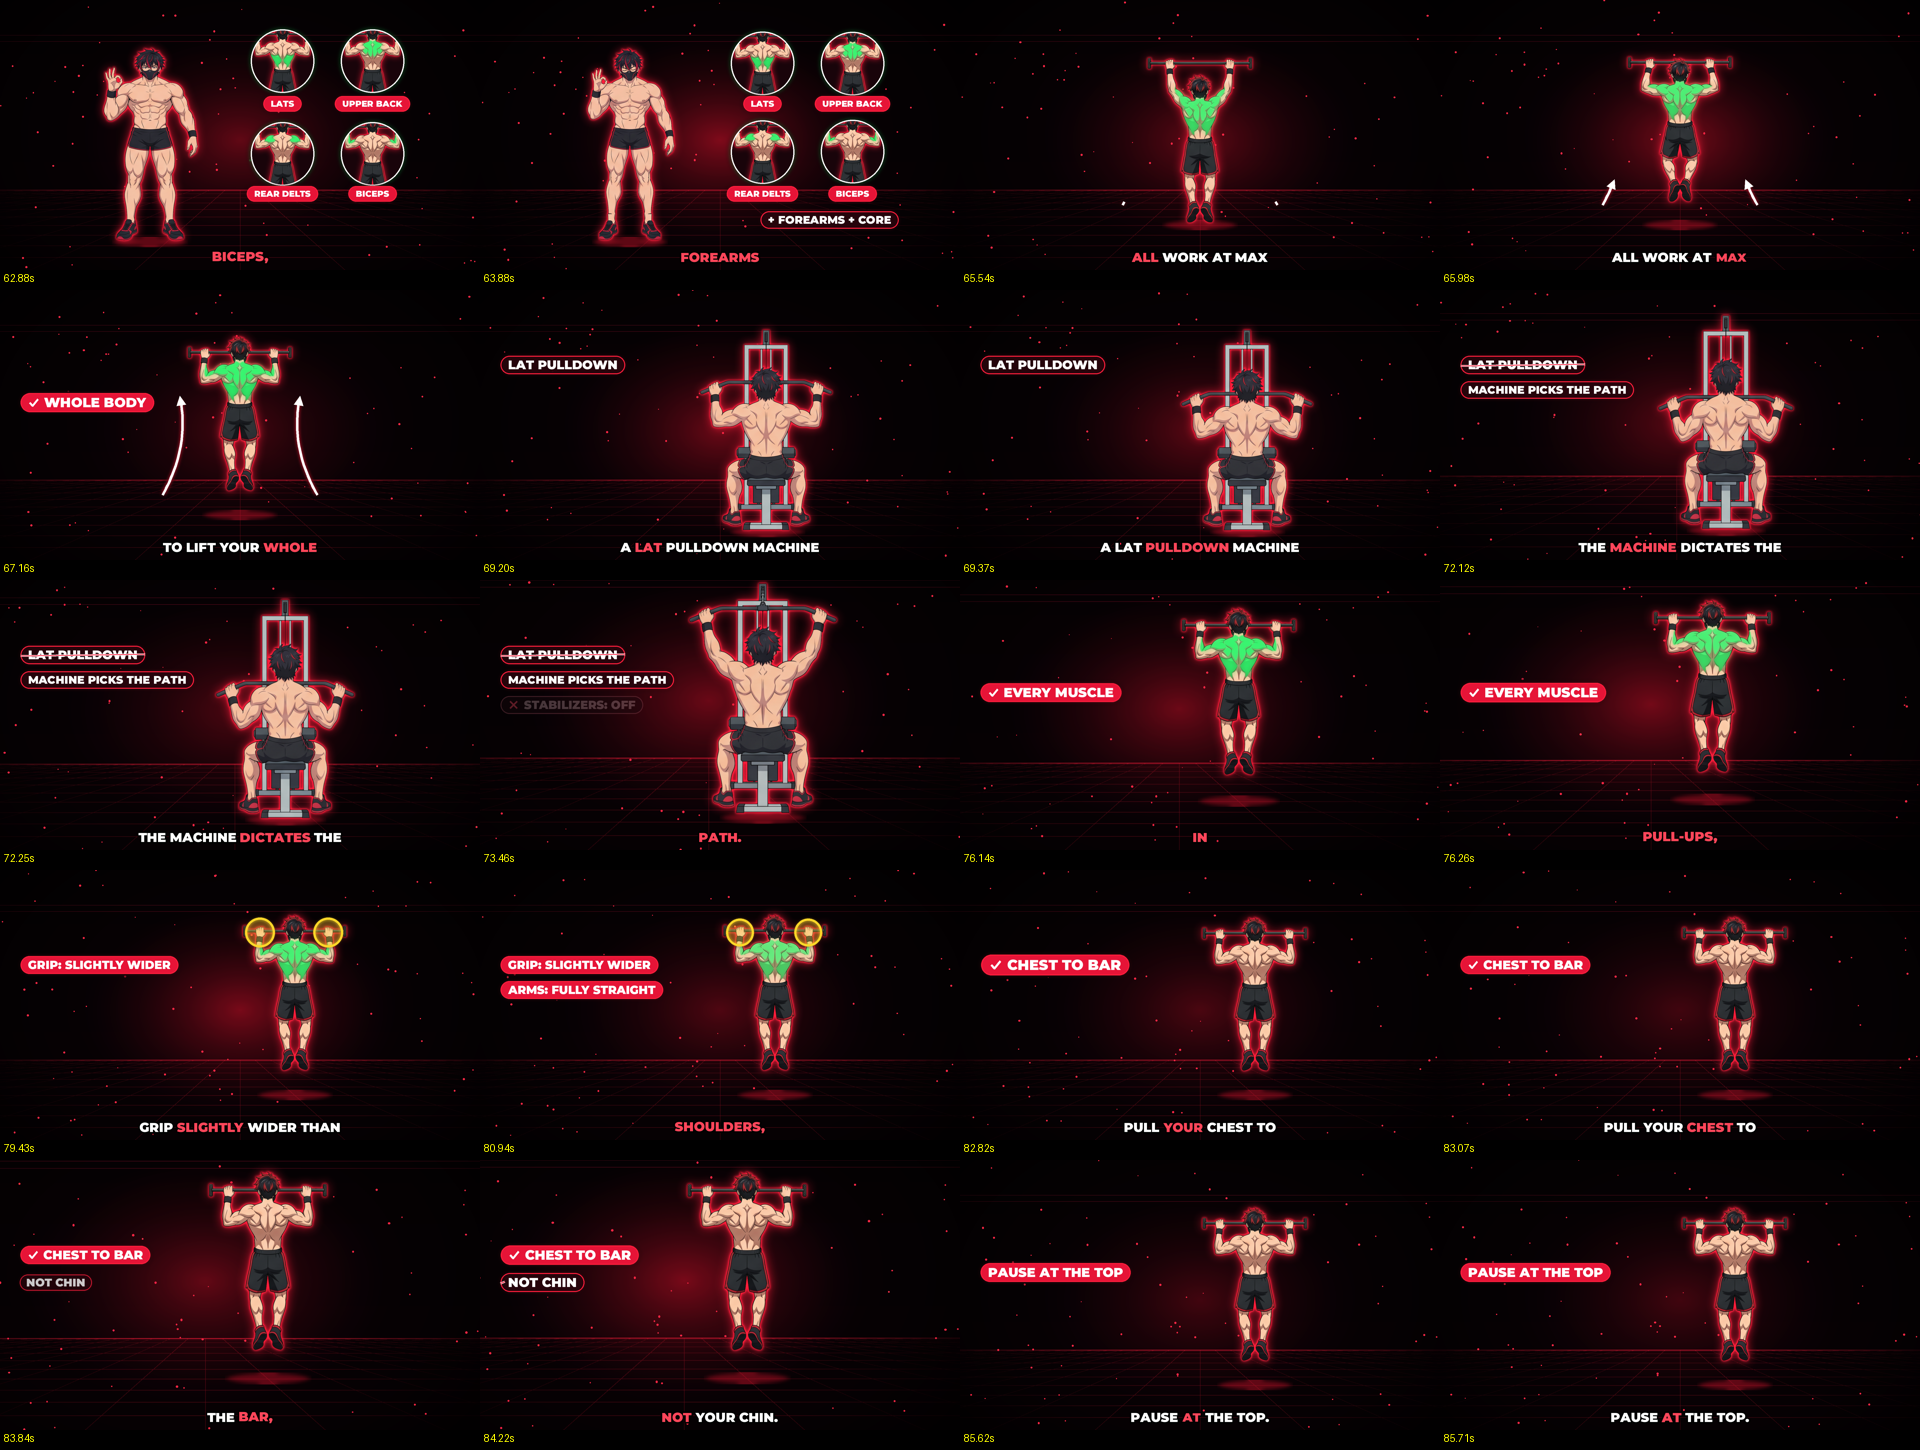 LATS
UPPER BACK
REAR DELTS
BICEPS
BICEPS,
62.88s
LATS
UPPER BACK
REAR DELTS
BICEPS
+ FOREARMS + CORE
FOREARMS
63.88s
ALL WORK AT MAX
65.54s
ALL WORK AT MAX
65.98s
✓ WHOLE BODY
TO LIFT YOUR WHOLE
67.16s
LAT PULLDOWN
A LAT PULLDOWN MACHINE
69.20s
LAT PULLDOWN
A LAT PULLDOWN MACHINE
69.37s
LAT PULLDOWN
MACHINE PICKS THE PATH
THE MACHINE DICTATES THE
72.12s
LAT PULLDOWN
MACHINE PICKS THE PATH
THE MACHINE DICTATES THE
72.25s
LAT PULLDOWN
MACHINE PICKS THE PATH
✕ STABILIZERS: OFF
PATH.
73.46s
✓ EVERY MUSCLE
IN
76.14s
✓ EVERY MUSCLE
PULL-UPS,
76.26s
GRIP: SLIGHTLY WIDER
GRIP SLIGHTLY WIDER THAN
79.43s
GRIP: SLIGHTLY WIDER
ARMS: FULLY STRAIGHT
SHOULDERS,
80.94s
✓ CHEST TO BAR
PULL YOUR CHEST TO
82.82s
✓ CHEST TO BAR
PULL YOUR CHEST TO
83.07s
✓ CHEST TO BAR
NOT CHIN
THE BAR,
83.84s
✓ CHEST TO BAR
NOT CHIN
NOT YOUR CHIN.
84.22s
PAUSE AT THE TOP
PAUSE AT THE TOP.
85.62s
PAUSE AT THE TOP
PAUSE AT THE TOP.
85.71s